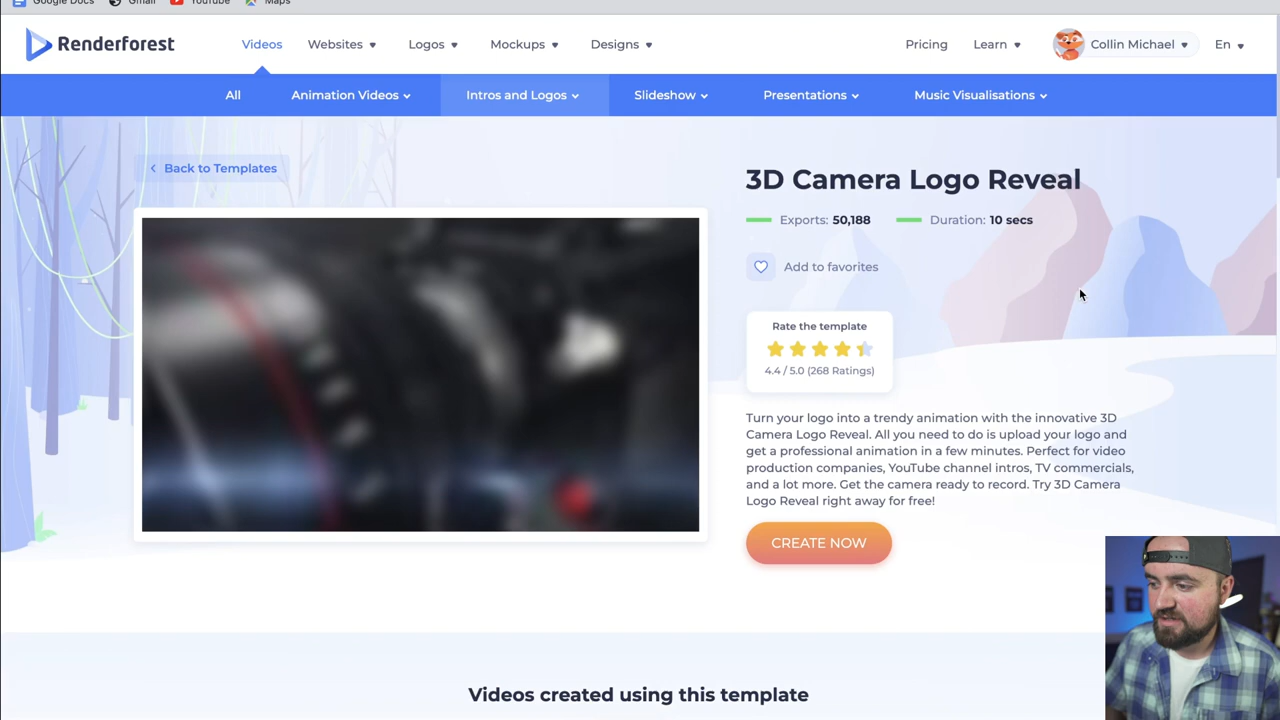 Google Docs Gmail YouTube Maps
Renderforest Videos Websites Logos Mockups Designs Pricing Learn Collin Michael En
All Animation Videos Intros and Logos Slideshow Presentations Music Visualisations
Back to Templates
3D Camera Logo Reveal
Exports: 50,188 Duration: 10 secs
Add to favorites
Rate the template
4.4 / 5.0 (268 Ratings)
Turn your logo into a trendy animation with the innovative 3D
Camera Logo Reveal. All you need to do is upload your logo and
get a professional animation in a few minutes. Perfect for video
production companies, YouTube channel intros, TV commercials,
and a lot more. Get the camera ready to record. Try 3D Camera
Logo Reveal right away for free!
CREATE NOW
Videos created using this template